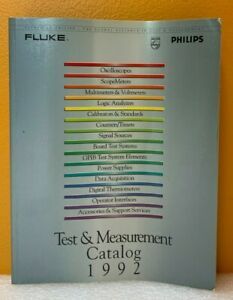 FLUKE.
PHILIPS
Oscilloscopes
ScopeMeters
Multimeters & Voltmeters
Logic Analyzers
Calibrators & Standards
Counters/Timers
Signal Sources
Board Test Systems
GPIB Test System Elements
Power Supplies
Data Acquisition
Digital Thermometers
Operator Interfaces
Accessories & Support Services
Test & Measurement
Catalog
1992